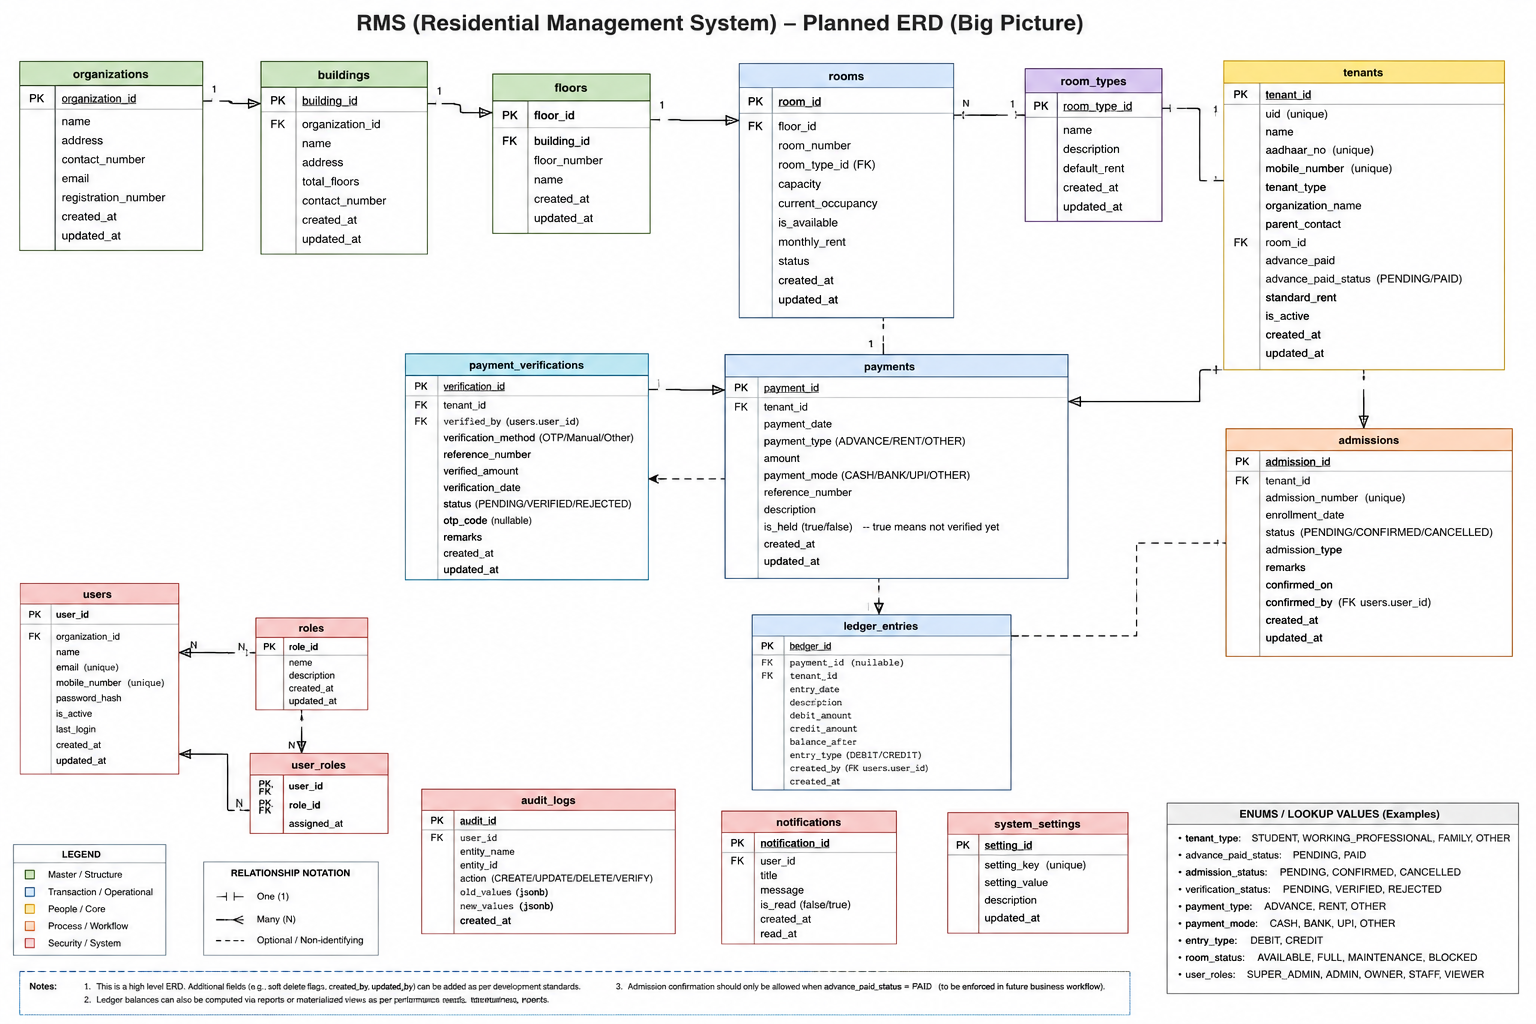 RMS (Residential Management System) – Planned ERD (Big Picture)
organizations
PK organization_id
name
address
contact_number
email
registration_number
created_at
updated_at
1
buildings
PK building_id
FK organization_id
name
address
total_floors
contact_number
created_at
updated_at
1
floors
PK floor_id
FK building_id
floor_number
name
created_at
updated_at
1
rooms
PK room_id
FK floor_id
room_number
room_type_id (FK)
capacity
current_occupancy
is_available
monthly_rent
status
created_at
updated_at
N 1
room_types
PK room_type_id
name
description
default_rent
created_at
updated_at
tenants
PK tenant_id
uid (unique)
name
aadhaar_no (unique)
mobile_number (unique)
tenant_type
organization_name
parent_contact
FK room_id
advance_paid
advance_paid_status (PENDING/PAID)
standard_rent
is_active
created_at
updated_at
1
payment_verifications
PK verification_id
FK tenant_id
FK verified_by (users.user_id)
verification_method (OTP/Manual/Other)
reference_number
verified_amount
verification_date
status (PENDING/VERIFIED/REJECTED)
otp_code (nullable)
remarks
created_at
updated_at
payments
PK payment_id
FK tenant_id
payment_date
payment_type (ADVANCE/RENT/OTHER)
amount
payment_mode (CASH/BANK/UPI/OTHER)
reference_number
description
is_held (true/false) -- true means not verified yet
created_at
updated_at
admissions
PK admission_id
FK tenant_id
admission_number (unique)
enrollment_date
status (PENDING/CONFIRMED/CANCELLED)
admission_type
remarks
confirmed_on
confirmed_by (FK users.user_id)
created_at
updated_at
users
PK user_id
FK organization_id
name
email (unique)
mobile_number (unique)
password_hash
is_active
last_login
created_at
updated_at
N N
roles
PK role_id
neme
description
created_at
updated_at
N
user_roles
PK, FK user_id
PK, FK role_id
assigned_at
N
ledger_entries
PK bedger_id
FK payment_id (nuilable)
FK tenant_id
entry_date
description
debit_amount
credit_amount
balance_after
entry_type (DEBIT/CREDIT)
created_by (FK users.user_id)
created_at
audit_logs
PK audit_id
FK user_id
entity_name
entity_id
action (CREATE/UPDATE/DELETE/VERIFY)
old_values (jsonb)
new_values (jsonb)
created_at
notifications
PK notification_id
FK user_id
title
message
is_read (false/true)
created_at
read_at
system_settings
PK setting_id
setting_key (unique)
setting_value
description
updated_at
ENUMS / LOOKUP VALUES (Examples)
• tenant_type: STUDENT, WORKING_PROFESSIONAL, FAMILY, OTHER
• advance_paid_status: PENDING, PAID
• admission_status: PENDING, CONFIRMED, CANCELLED
• verification_status: PENDING, VERIFIED, REJECTED
• payment_type: ADVANCE, RENT, OTHER
• payment_mode: CASH, BANK, UPI, OTHER
• entry_type: DEBIT, CREDIT
• room_status: AVAILABLE, FULL, MAINTENANCE, BLOCKED
• user_roles: SUPER_ADMIN, ADMIN, OWNER, STAFF, VIEWER
LEGEND
Master / Structure
Transaction / Operational
People / Core
Process / Workflow
Security / System
RELATIONSHIP NOTATION
One (1)
Many (N)
Optional / Non-identifying
Notes:
1. This is a high level ERD. Additional fields (e.g., soft delete flags, created_by, updated_by) can be added as per development standards.
2. Ledger balances can also be computed via reports or materialized views as per performance
3. Admission confirmation should only be allowed when advance_paid_status = PAID (to be enforced in future business workflow).